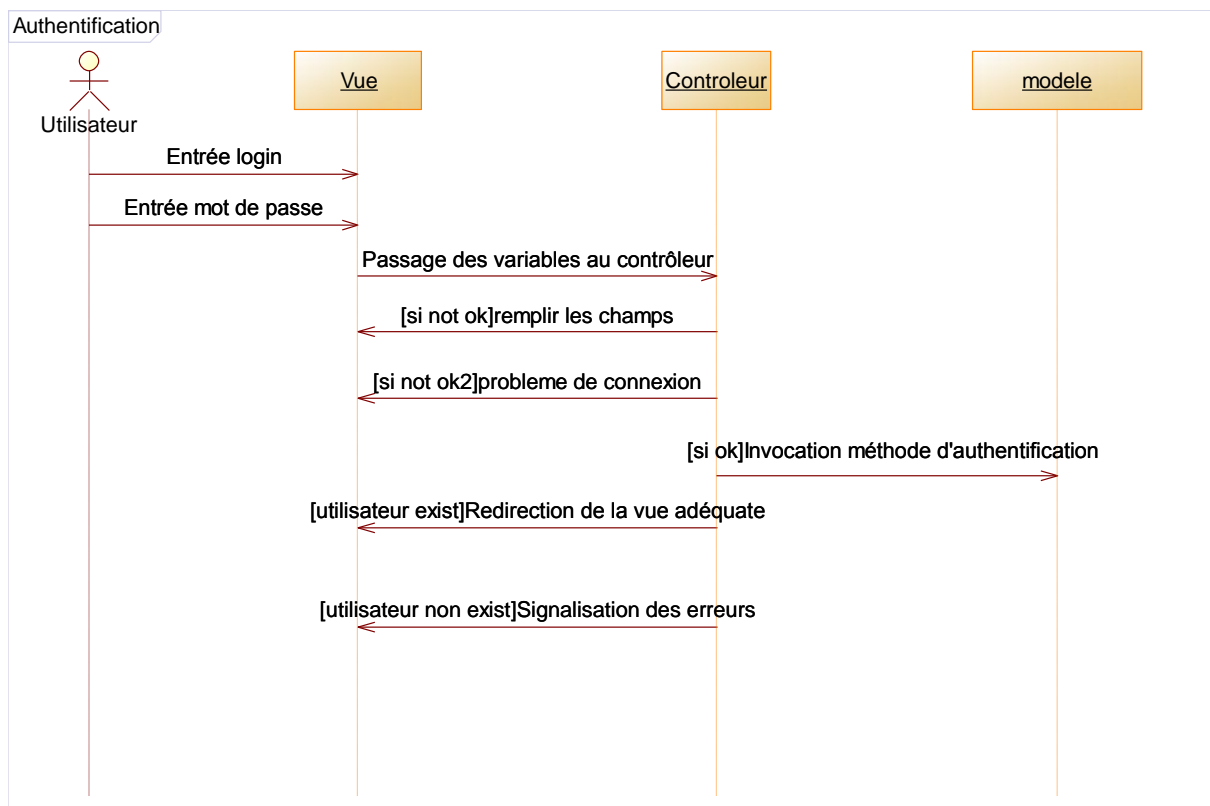 Authentification
Utilisateur
Vue
Controleur
modele
Entrée login
Entrée mot de passe
Passage des variables au contrôleur
[si not ok]remplir les champs
[si not ok2]probleme de connexion
[si ok]Invocation méthode d'authentification
[utilisateur exist]Redirection de la vue adéquate
[utilisateur non exist]Signalisation des erreurs